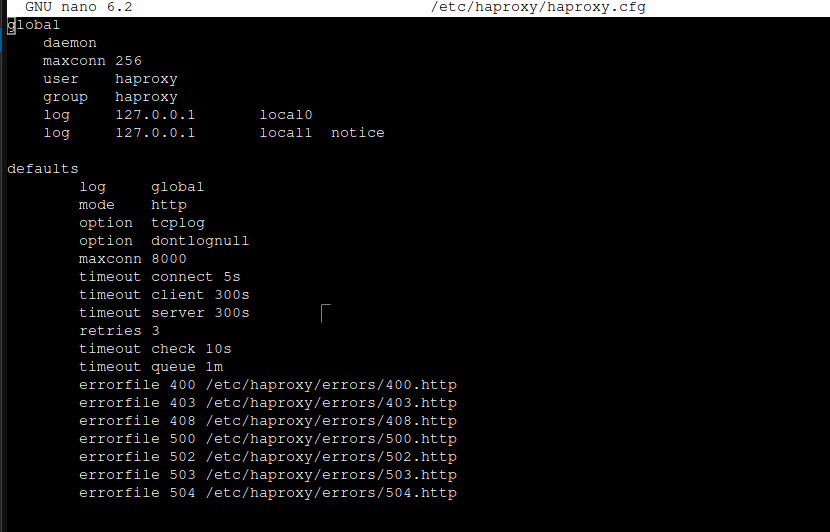 GNU nano 6.2 /etc/haproxy/haproxy.cfg
global
daemon
maxconn 256
user haproxy
group haproxy
log 127.0.0.1 local0
log 127.0.0.1 local1 notice
defaults
log global
mode http
option tcplog
option dontlognull
maxconn 8000
timeout connect 5s
timeout client 300s
timeout server 300s
retries 3
timeout check 10s
timeout queue 1m
errorfile 400 /etc/haproxy/errors/400.http
errorfile 403 /etc/haproxy/errors/403.http
errorfile 408 /etc/haproxy/errors/408.http
errorfile 500 /etc/haproxy/errors/500.http
errorfile 502 /etc/haproxy/errors/502.http
errorfile 503 /etc/haproxy/errors/503.http
errorfile 504 /etc/haproxy/errors/504.http